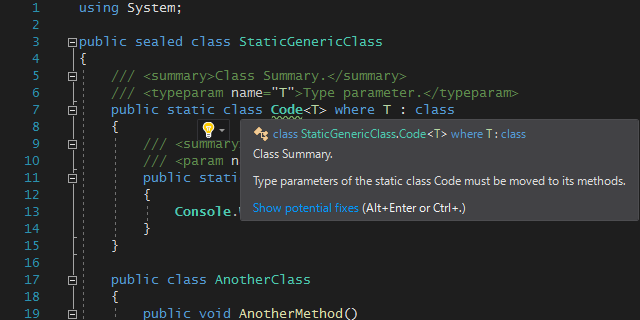 1 using System;
2
3 public sealed class StaticGenericClass
4 {
5 /// <summary>Class Summary.</summary>
6 /// <typeparam name="T">Type parameter.</typeparam>
7 public static class Code<T> where T : class
8 {
class StaticGenericClass.Code<T> where T : class
9 /// <summary
Class Summary.
10 /// <param n
11 public stati
Type parameters of the static class Code must be moved to its methods.
12 {
13 Console.
Show potential fixes (Alt+Enter or Ctrl+.)
14 }
15 }
16
17 public class AnotherClass
18 {
19 public void AnotherMethod()